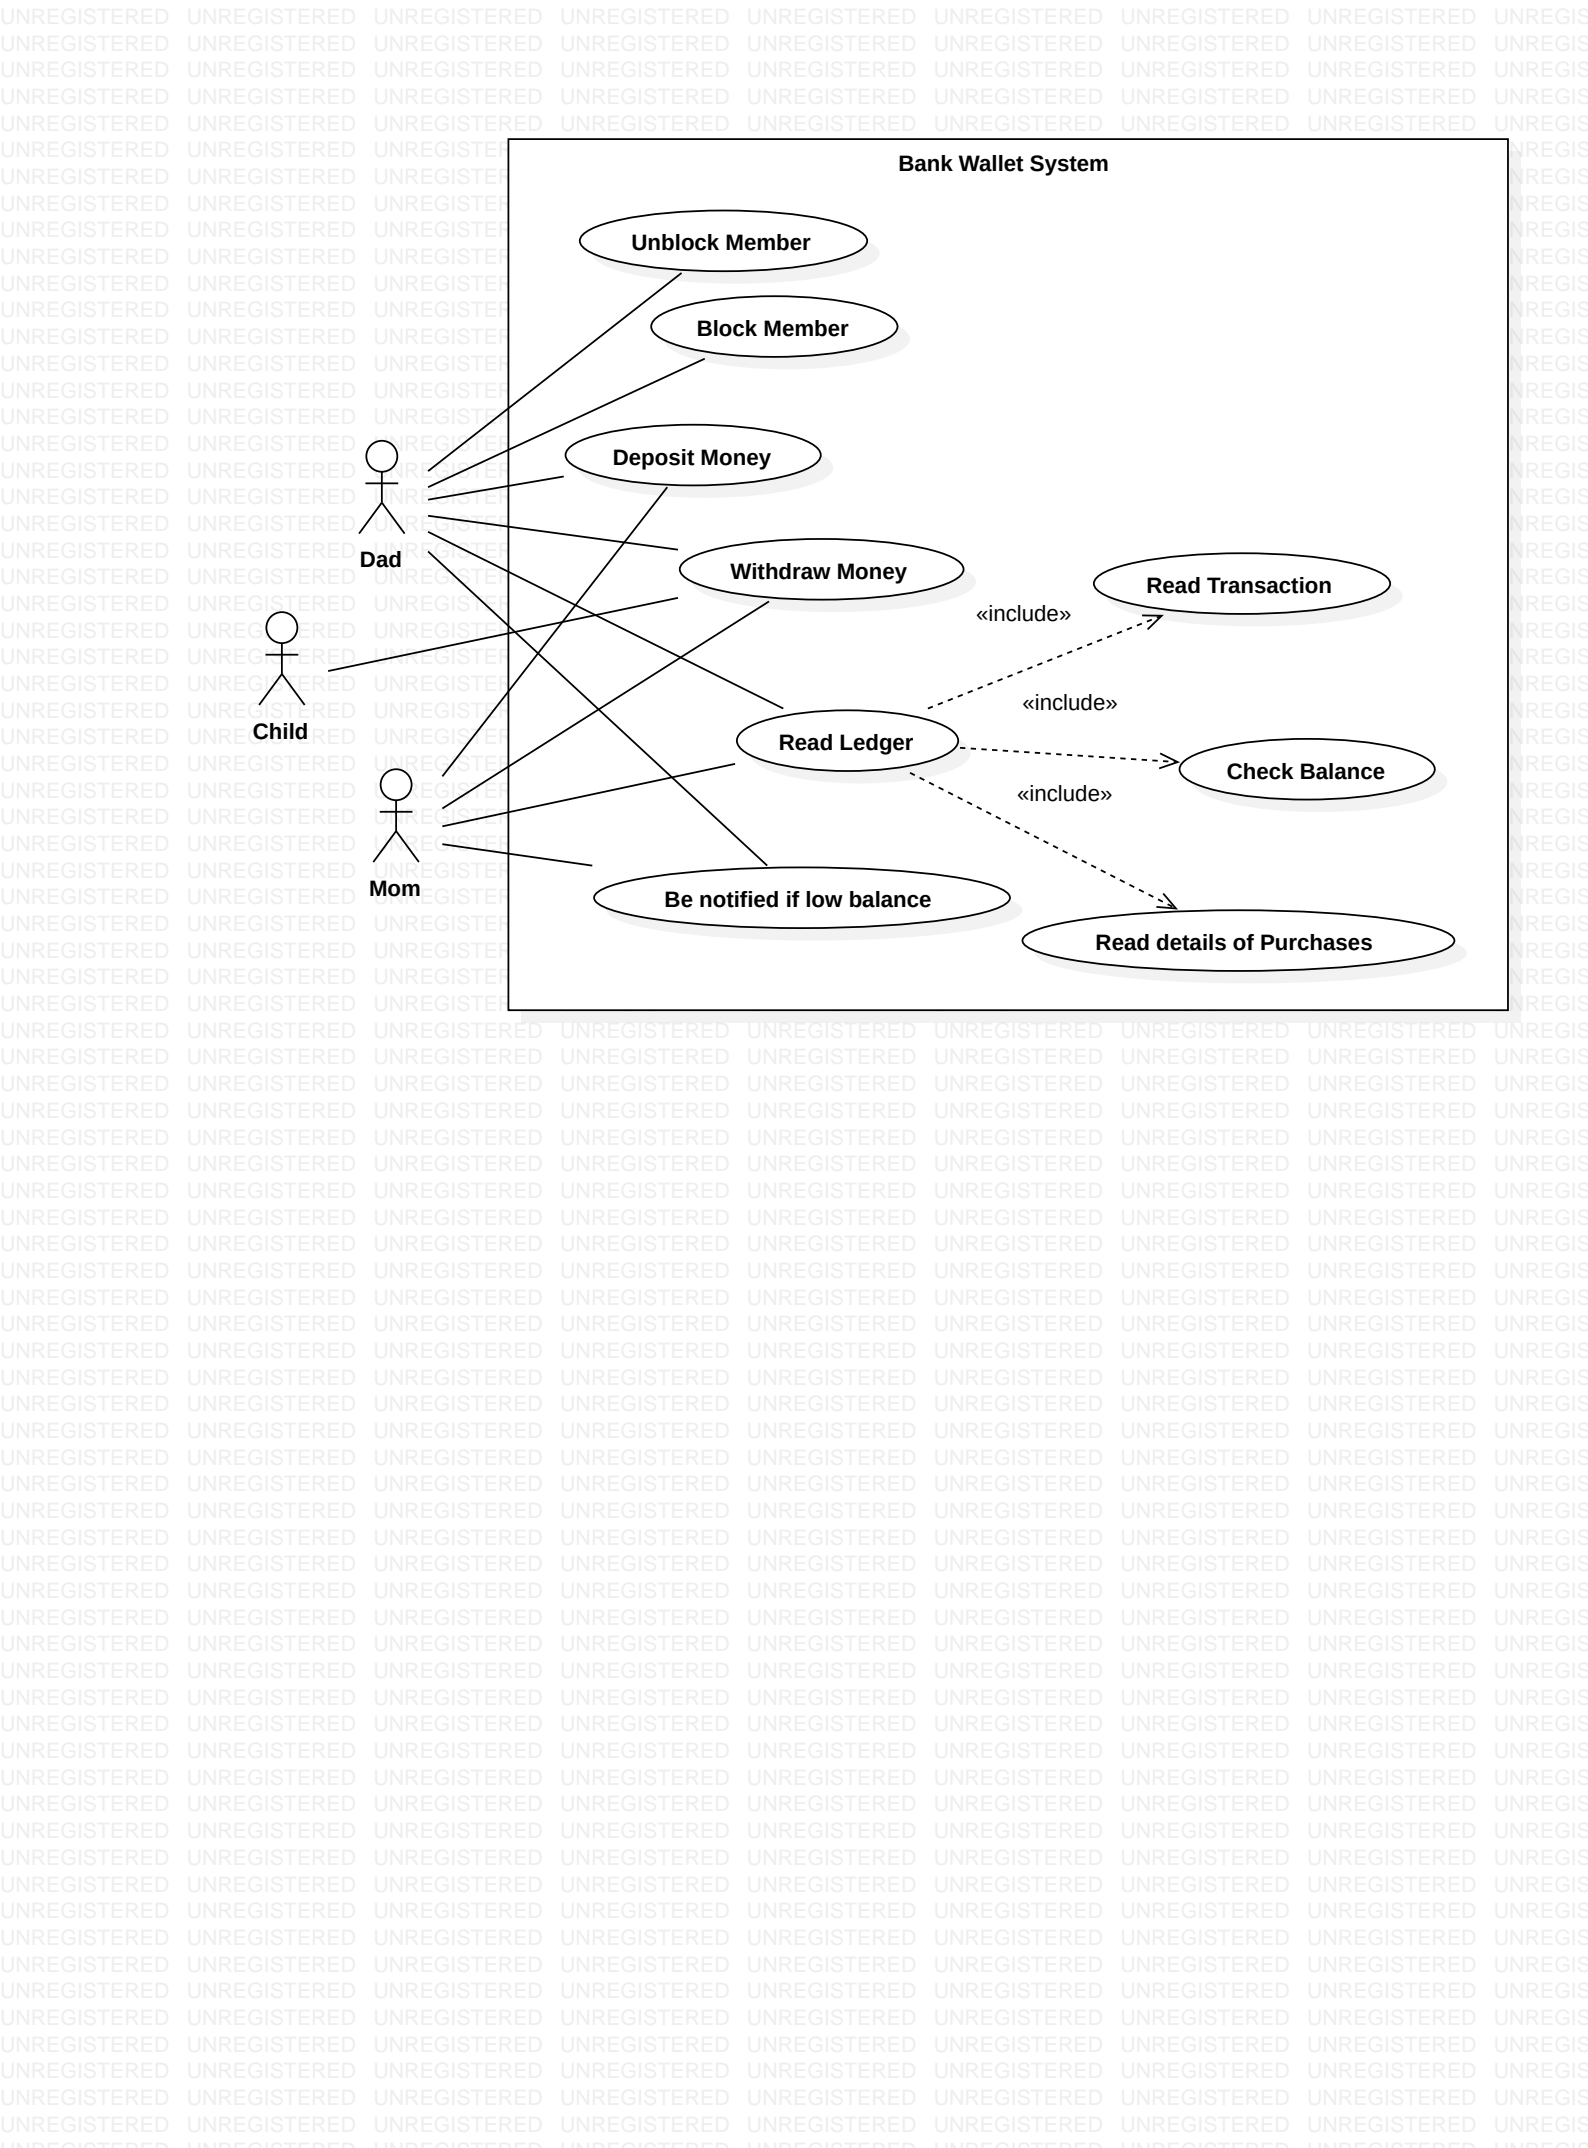 Bank Wallet System
Unblock Member
Block Member
Deposit Money
Dad
Withdraw Money
Read Transaction
«include»
Child
«include»
Read Ledger
Check Balance
«include»
Mom
Be notified if low balance
Read details of Purchases
UNREGISTERED